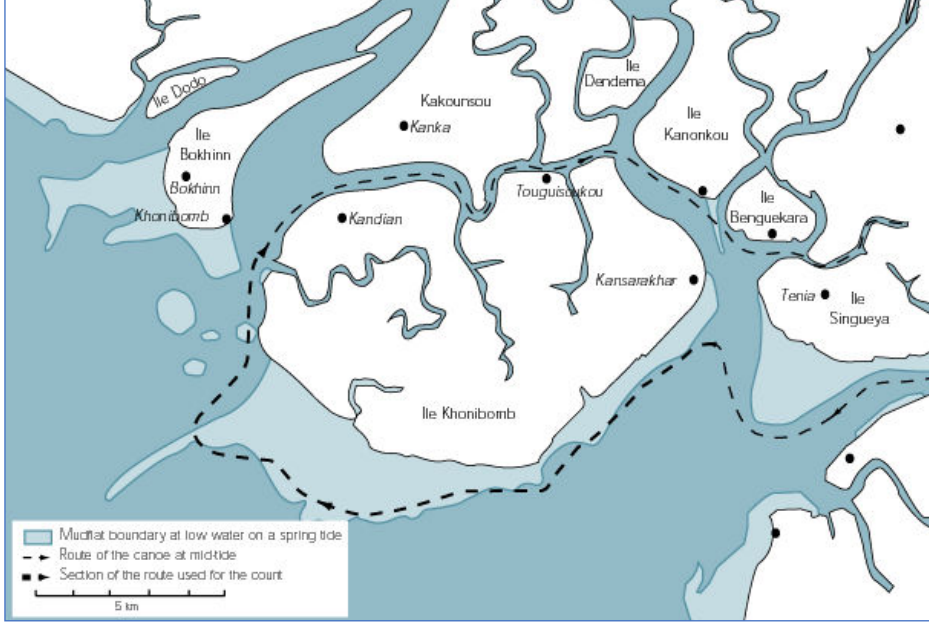 Ile Dodo
Ile
Bokhinn
Bokhinn
Khonibomb
Kakounsou
Kanka
Ile
Dendema
Ile
Kanonkou
Touguissoukou
Kandian
Ile
Benguekara
Kansarakhar
Tenia
Ile
Singueya
Ile Khonibomb
Mudflat boundary at low water on a spring tide
Route of the canoe at mid-tide
Section of the route used for the count
5 km